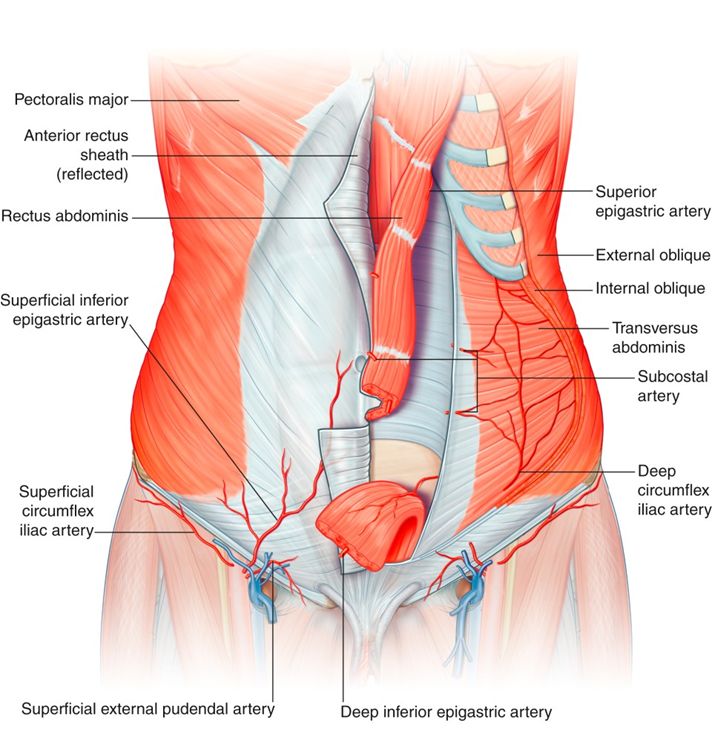 Pectoralis major
Anterior rectus
sheath
(reflected)
Rectus abdominis
Superficial inferior
epigastric artery
Superficial
circumflex
iliac artery
Superficial external pudendal artery
Superior
epigastric artery
External oblique
Internal oblique
Transversus
abdominis
Subcostal
artery
Deep
circumflex
iliac artery
Deep inferior epigastric artery